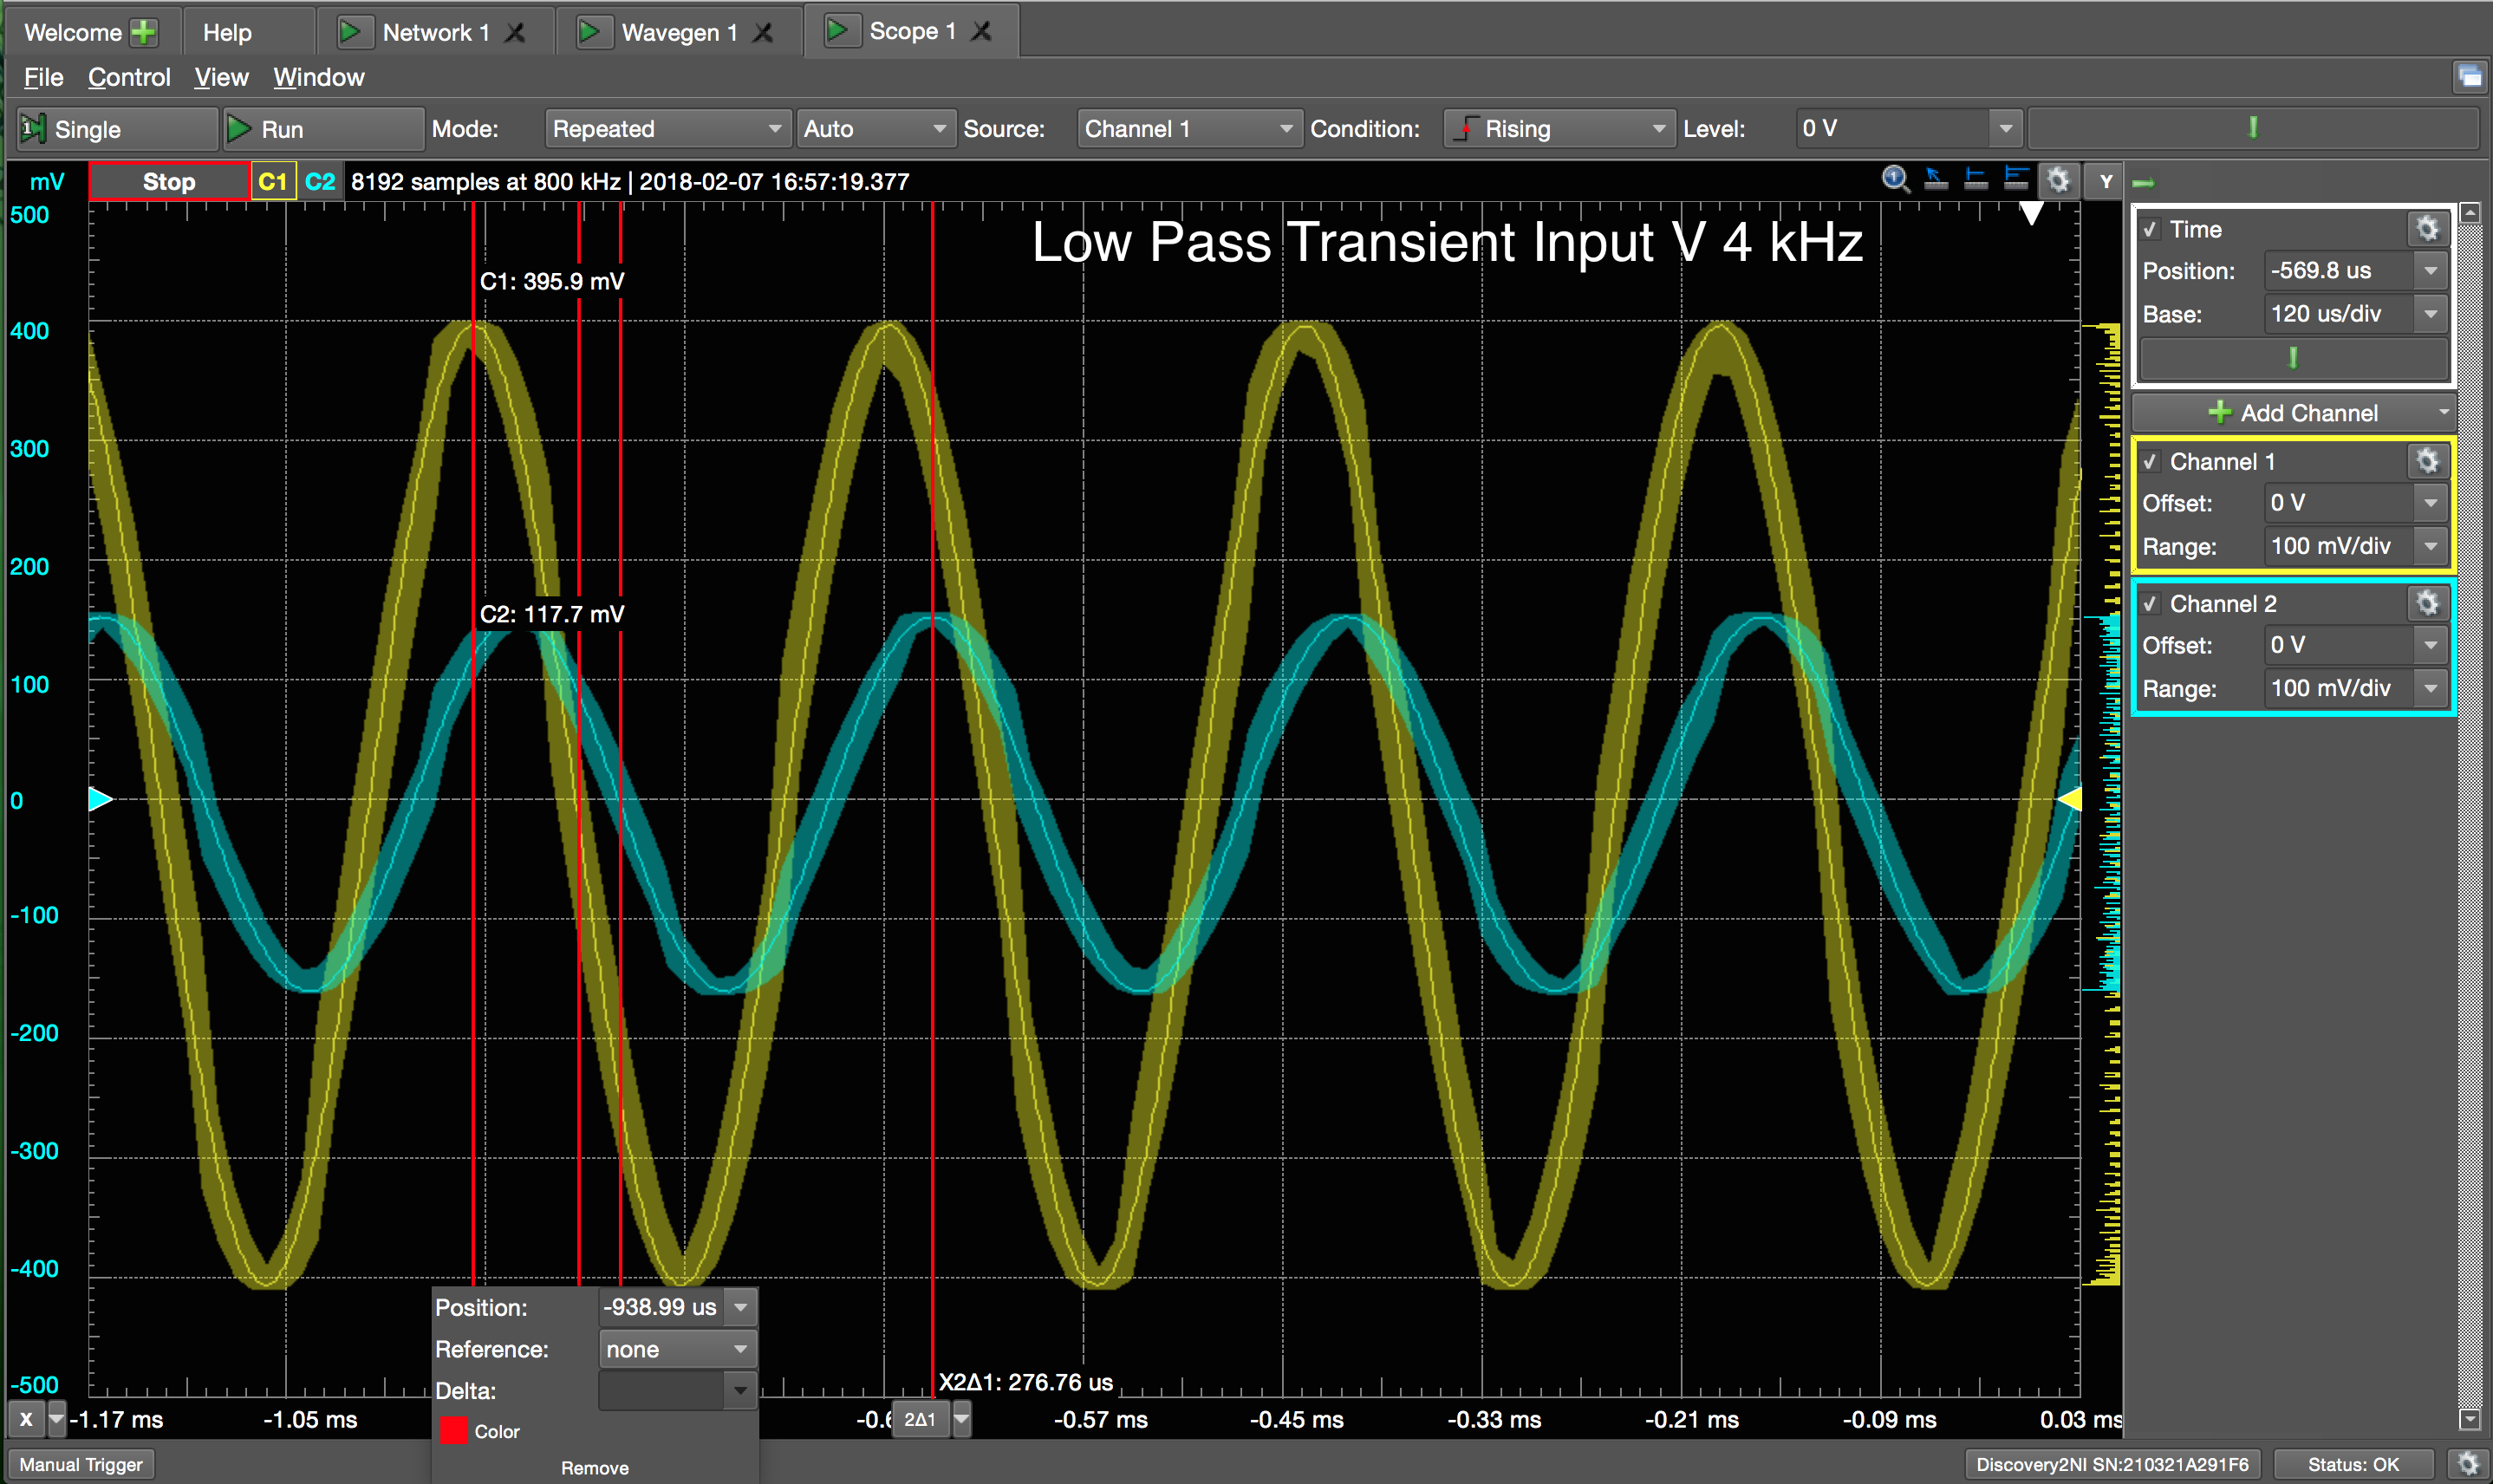 Welcome Help Network 1 Wavegen 1 Scope 1
File Control View Window
Single Run Mode: Repeated Auto Source: Channel 1 Condition: Rising Level: 0 V
mV Stop C1 C2 8192 samples at 800 kHz | 2018-02-07 16:57:19.377 Y
Low Pass Transient Input V 4 kHz
500
400
300
200
100
0
-100
-200
-300
-400
-500
C1: 395.9 mV
C2: 117.7 mV
Position: -938.99 us
Reference: none
Delta:
Color
Remove
X2Δ1: 276.76 us
X -1.17 ms -1.05 ms 2Δ1 -0.57 ms -0.45 ms -0.33 ms -0.21 ms -0.09 ms 0.03 ms
Time
Position: -569.8 us
Base: 120 us/div
Add Channel
Channel 1
Offset: 0 V
Range: 100 mV/div
Channel 2
Offset: 0 V
Range: 100 mV/div
Manual Trigger Discovery2NI SN:210321A291F6 Status: OK